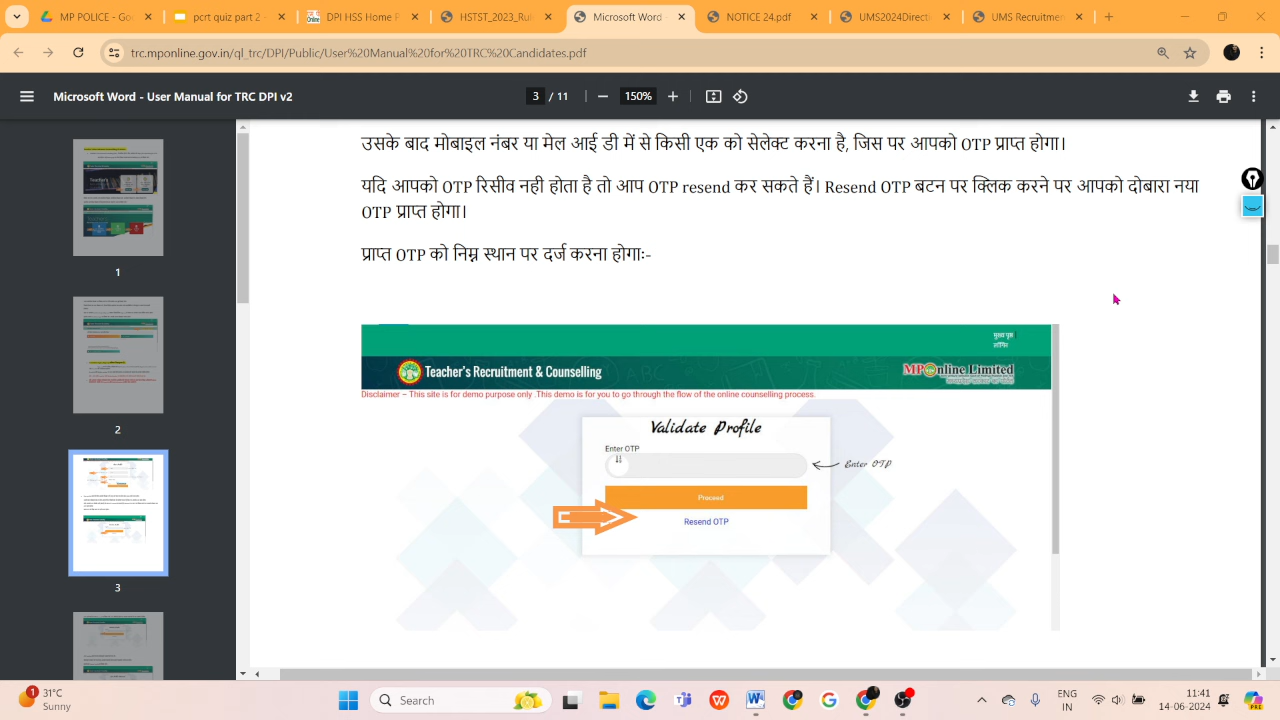 MP POLICE - Go
pcrt quiz part 2 -
DPI HSS Home P
HSTST_2023_Rul
Microsoft Word -
NOTICE 24.pdf
UMS2024Directi
UMS Recruitmen
trc.mponline.gov.in/ql_trc/DPI/Public/User%20Manual%20for%20TRC%20Candidates.pdf
Microsoft Word - User Manual for TRC DPI v2
3 / 11
150%
उसके बाद मोबाइल नंबर या मेल आई डी में से किसी एक को सेलेक्ट करना है, जिस पर आपको OTP प्राप्त होगा।
यदि आपको OTP रिसीव नही होता है तो आप OTP resend कर सकते हैं। Resend OTP बटन पर क्लिक करने पर आपको दोबारा नया
OTP प्राप्त होगा।
प्राप्त OTP को निम्न स्थान पर दर्ज करना होगाः-
मुख्य पृष्ठ
लॉगिन
Teacher's Recruitment & Counselling
MPOnline Limited
Disclaimer – This site is for demo purpose only .This demo is for you to go through the flow of the online counselling process.
Validate Profile
Enter OTP
Enter OTP
Proceed
Resend OTP
1
2
3
31°C
Sunny
Search
ENG
IN
11:41
14-06-2024